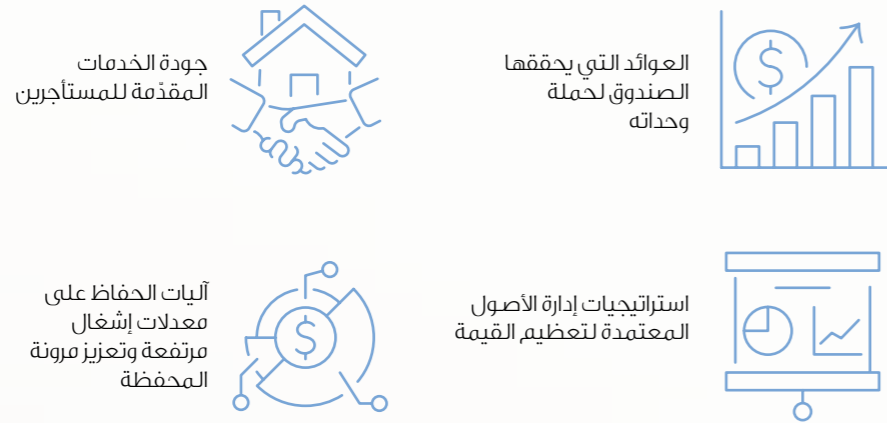 العوائد التي يحققها
الصندوق لحملة
وحداته
جودة الخدمات
المقدّمة للمستأجرين
استراتيجيات إدارة الأصول
المعتمدة لتعظيم القيمة
آليات الحفاظ على
معدلات إشغال
مرتفعة وتعزيز مرونة
المحفظة
$
$